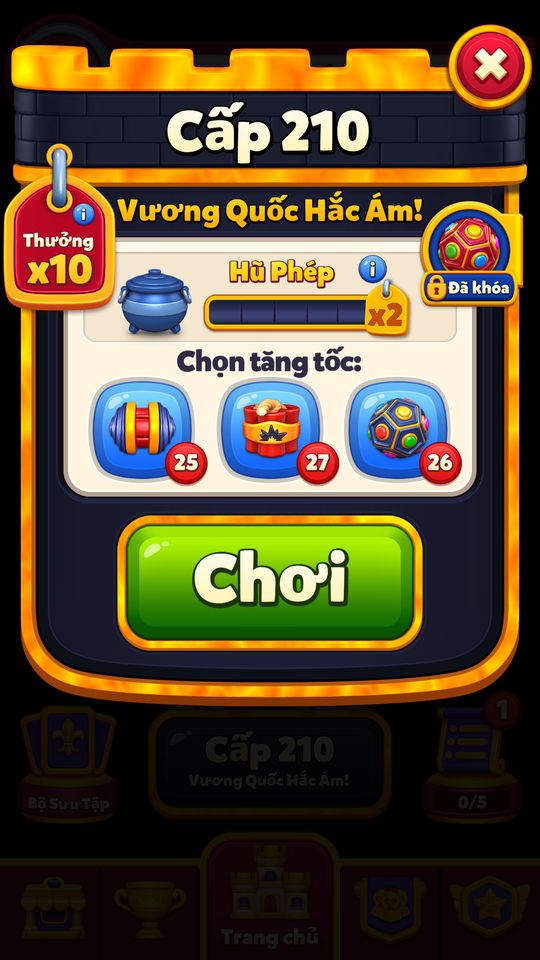 Cấp 210
Vương Quốc Hắc Ám!
Thưởng
x10
i
Đã khóa
Hũ Phép
i
x2
Chọn tăng tốc:
25
27
26
Chơi
Cấp 210
Vương Quốc Hắc Ám!
Bộ Sưu Tập
1
0/5
Trang chủ